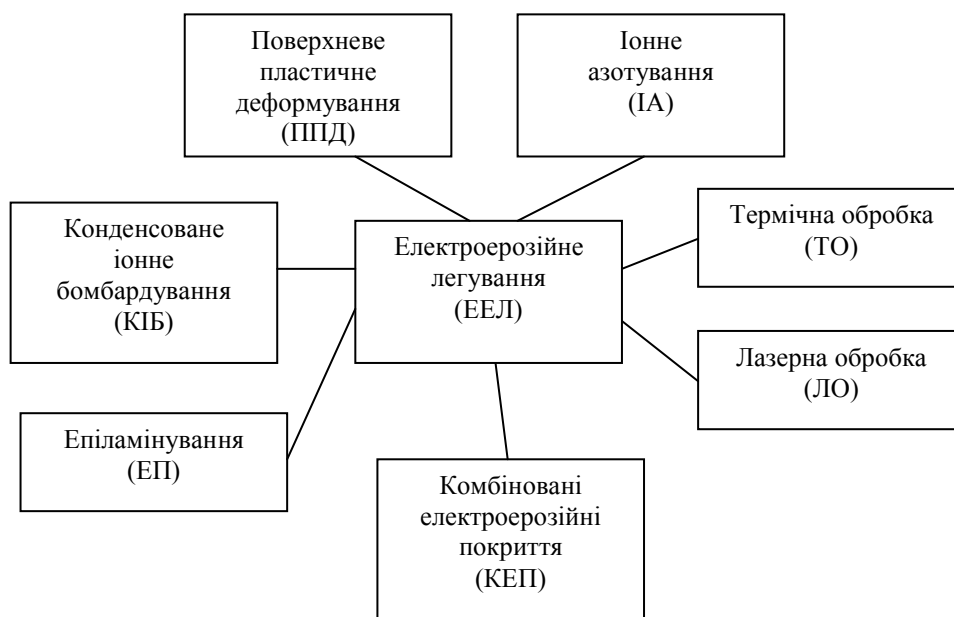 Поверхневе
пластичне
деформування
(ППД)
Іонне
азотування
(ІА)
Конденсоване
іонне
бомбардування
(КІБ)
Електроерозійне
легування
(ЕЕЛ)
Термічна обробка
(ТО)
Лазерна обробка
(ЛО)
Епіламінування
(ЕП)
Комбіновані
електроерозійні
покриття
(КЕП)